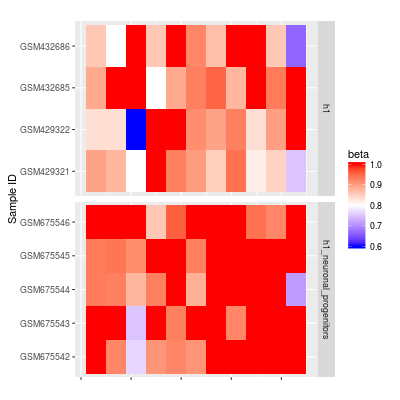 GSM432686
GSM432685
GSM429322
GSM429321
GSM675546
GSM675545
GSM675544
GSM675543
GSM675542
Sample ID
h1
h1_neuronal_progenitors
beta
1.0
0.9
0.8
0.7
0.6